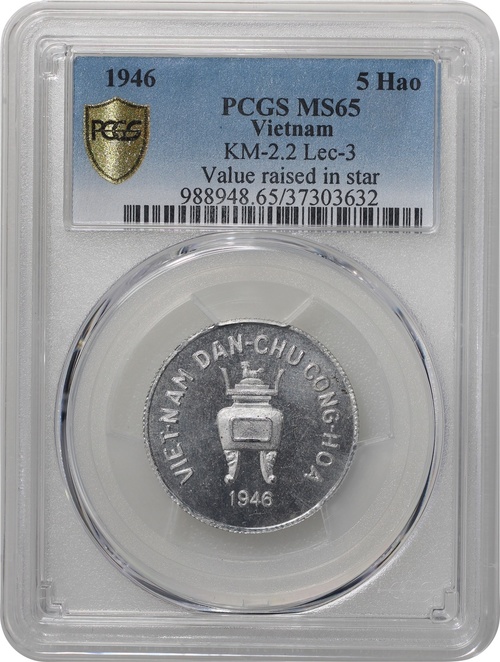 1946 5 Hao
PCGS MS65
Vietnam
KM-2.2 Lec-3
Value raised in star
988948.65/37303632
PCGS
VIET-NAM DAN-CHU CONG-HOA
1946